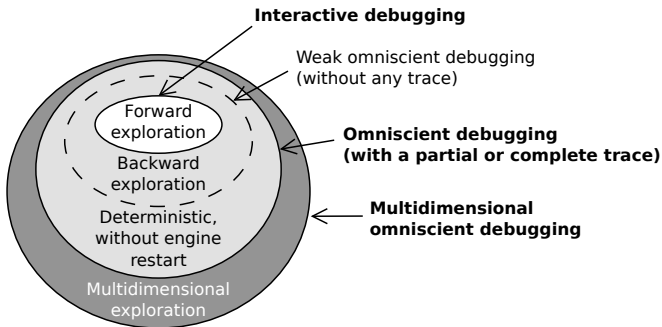 Interactive debugging
Weak omniscient debugging
(without any trace)
Forward
exploration
Omniscient debugging
(with a partial or complete trace)
Backward
exploration
Multidimensional
omniscient debugging
Deterministic,
without engine
restart
Multidimensional
exploration